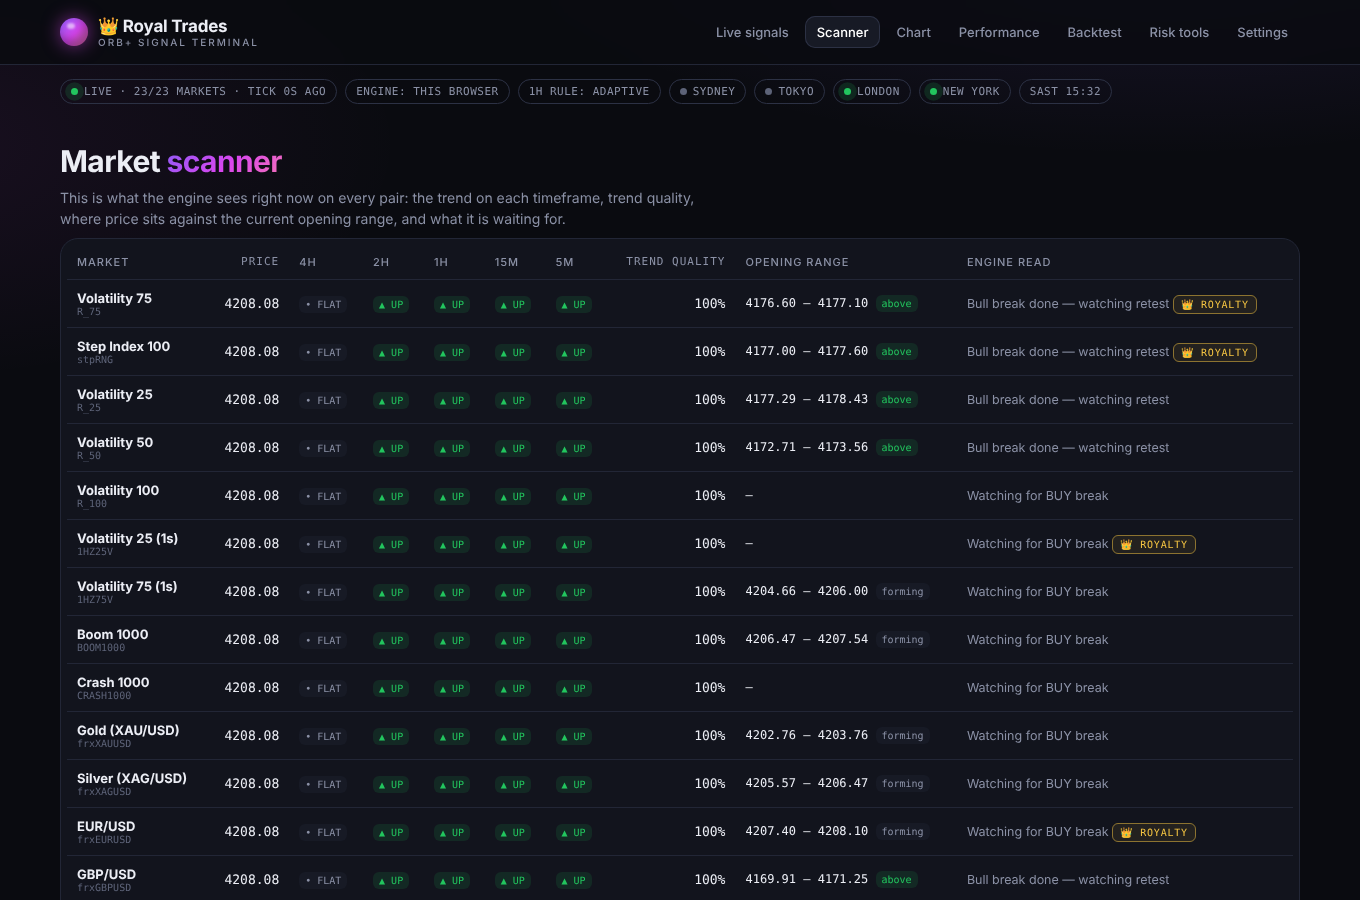 👑 Royal Trades
ORB+ SIGNAL TERMINAL
Live signals Scanner Chart Performance Backtest Risk tools Settings
LIVE · 23/23 MARKETS · TICK 0S AGO ENGINE: THIS BROWSER 1H RULE: ADAPTIVE SYDNEY TOKYO LONDON NEW YORK SAST 15:32
Market scanner
This is what the engine sees right now on every pair: the trend on each timeframe, trend quality,
where price sits against the current opening range, and what it is waiting for.
MARKET PRICE 4H 2H 1H 15M 5M TREND QUALITY OPENING RANGE ENGINE READ
Volatility 75 4208.08 • FLAT ▲ UP ▲ UP ▲ UP ▲ UP 100% 4176.60 – 4177.10 above Bull break done — watching retest 👑 ROYALTY
R_75
Step Index 100 4208.08 • FLAT ▲ UP ▲ UP ▲ UP ▲ UP 100% 4177.00 – 4177.60 above Bull break done — watching retest 👑 ROYALTY
stpRNG
Volatility 25 4208.08 • FLAT ▲ UP ▲ UP ▲ UP ▲ UP 100% 4177.29 – 4178.43 above Bull break done — watching retest
R_25
Volatility 50 4208.08 • FLAT ▲ UP ▲ UP ▲ UP ▲ UP 100% 4172.71 – 4173.56 above Bull break done — watching retest
R_50
Volatility 100 4208.08 • FLAT ▲ UP ▲ UP ▲ UP ▲ UP 100% — Watching for BUY break
R_100
Volatility 25 (1s) 4208.08 • FLAT ▲ UP ▲ UP ▲ UP ▲ UP 100% — Watching for BUY break 👑 ROYALTY
1HZ25V
Volatility 75 (1s) 4208.08 • FLAT ▲ UP ▲ UP ▲ UP ▲ UP 100% 4204.66 – 4206.00 forming Watching for BUY break
1HZ75V
Boom 1000 4208.08 • FLAT ▲ UP ▲ UP ▲ UP ▲ UP 100% 4206.47 – 4207.54 forming Watching for BUY break
BOOM1000
Crash 1000 4208.08 • FLAT ▲ UP ▲ UP ▲ UP ▲ UP 100% — Watching for BUY break
CRASH1000
Gold (XAU/USD) 4208.08 • FLAT ▲ UP ▲ UP ▲ UP ▲ UP 100% 4202.76 – 4203.76 forming Watching for BUY break
frxXAUUSD
Silver (XAG/USD) 4208.08 • FLAT ▲ UP ▲ UP ▲ UP ▲ UP 100% 4205.57 – 4206.47 forming Watching for BUY break
frxXAGUSD
EUR/USD 4208.08 • FLAT ▲ UP ▲ UP ▲ UP ▲ UP 100% 4207.40 – 4208.10 forming Watching for BUY break 👑 ROYALTY
frxEURUSD
GBP/USD 4208.08 • FLAT ▲ UP ▲ UP ▲ UP ▲ UP 100% 4169.91 – 4171.25 above Bull break done — watching retest
frxGBPUSD